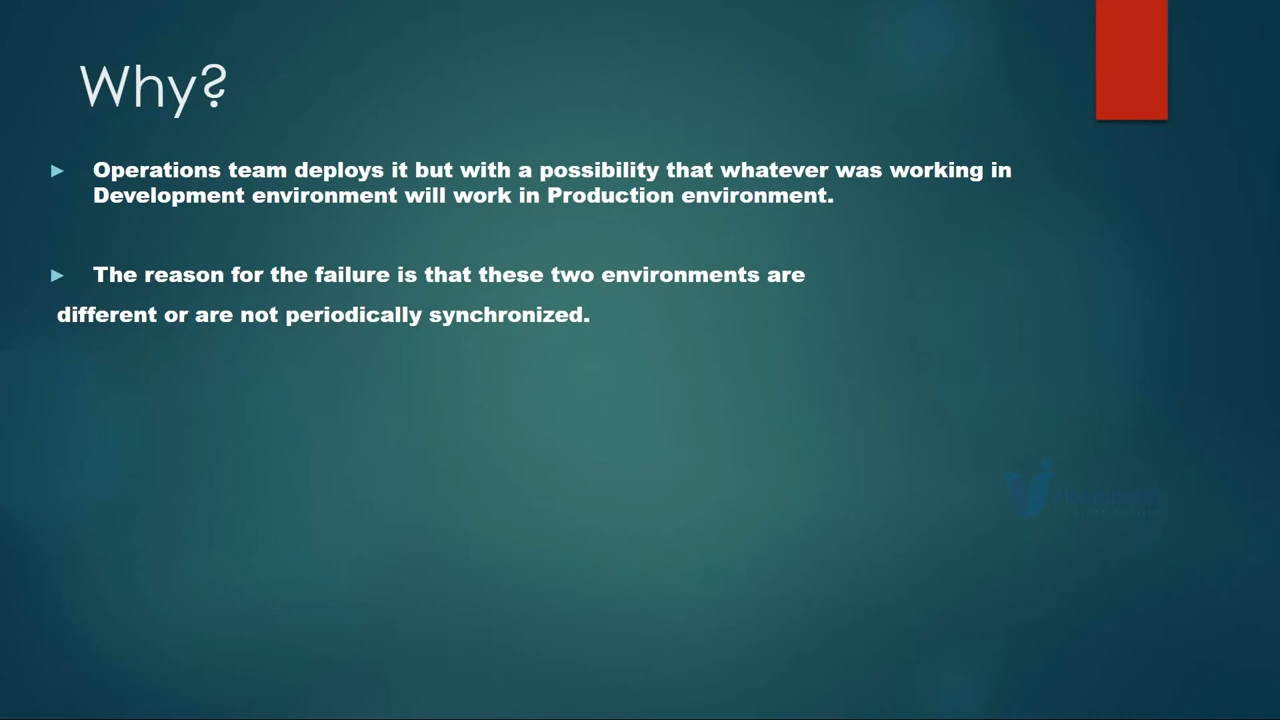 Why?
Operations team deploys it but with a possibility that whatever was working in
Development environment will work in Production environment.
The reason for the failure is that these two environments are
different or are not periodically synchronized.